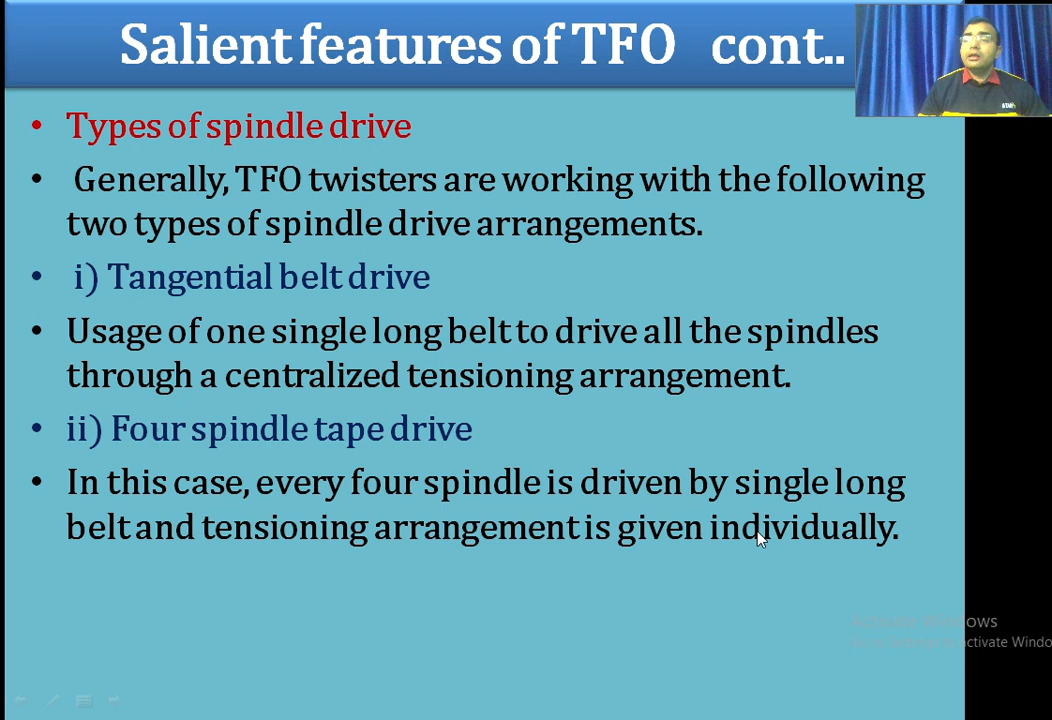 Salient features of TFO cont..
• Types of spindle drive
• Generally, TFO twisters are working with the following
two types of spindle drive arrangements.
• i) Tangential belt drive
• Usage of one single long belt to drive all the spindles
through a centralized tensioning arrangement.
• ii) Four spindle tape drive
• In this case, every four spindle is driven by single long
belt and tensioning arrangement is given individually.
Activate Windows
activate Windo